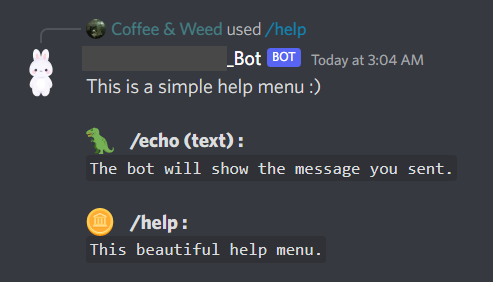 Coffee & Weed used /help
_Bot BOT Today at 3:04 AM
This is a simple help menu :)
/echo (text) :
The bot will show the message you sent.
/help :
This beautiful help menu.